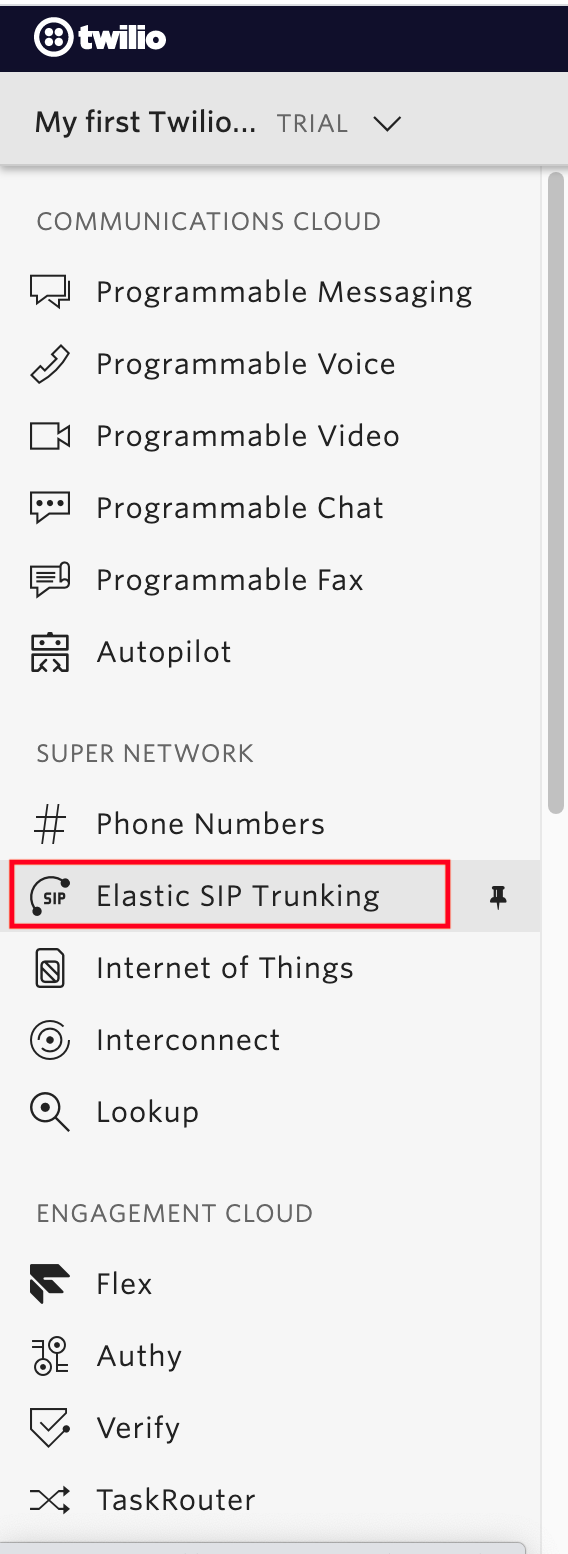 twilio
My first Twilio... TRIAL
COMMUNICATIONS CLOUD
Programmable Messaging
Programmable Voice
Programmable Video
Programmable Chat
Programmable Fax
Autopilot
SUPER NETWORK
# Phone Numbers
SIP Elastic SIP Trunking
Internet of Things
Interconnect
Lookup
ENGAGEMENT CLOUD
Flex
Authy
Verify
TaskRouter